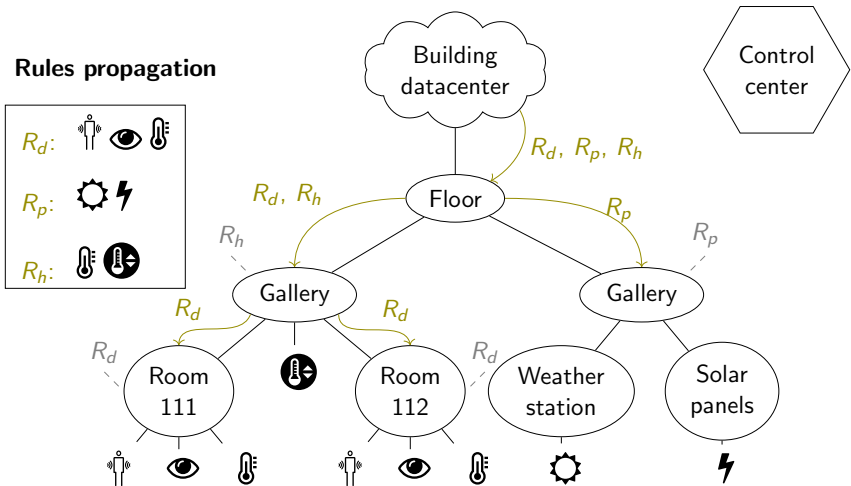 Building
datacenter
Control
center
Rules propagation
R_d:
R_p:
R_h:
R_d, R_p, R_h
Floor
R_d, R_h
R_p
R_h
R_p
Gallery
Gallery
R_d
R_d
R_d
R_d
Room
111
Room
112
Weather
station
Solar
panels